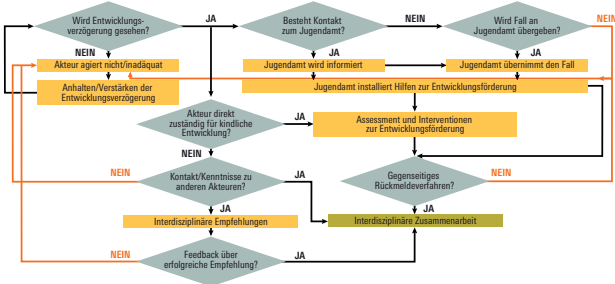 Wird Entwicklungs-
verzögerung gesehen?
JA
Besteht Kontakt
zum Jugendamt?
NEIN
Wird Fall an
Jugendamt übergeben?
NEIN
NEIN
JA
JA
Akteur agiert nicht/inadäquat
Jugendamt wird informiert
Jugendamt übernimmt den Fall
Anhalten/Verstärken der
Entwicklungsverzögerung
Jugendamt installiert Hilfen zur Entwicklungsförderung
Akteur direkt
zuständig für kindliche
Entwicklung?
JA
Assessment und Interventionen
zur Entwicklungsförderung
NEIN
NEIN
Kontakt/Kenntnisse zu
anderen Akteuren?
JA
Gegenseitiges
Rückmeldeverfahren?
NEIN
JA
JA
Interdisziplinäre Empfehlungen
Interdisziplinäre Zusammenarbeit
NEIN
Feedback über
erfolgreiche Empfehlung?
JA